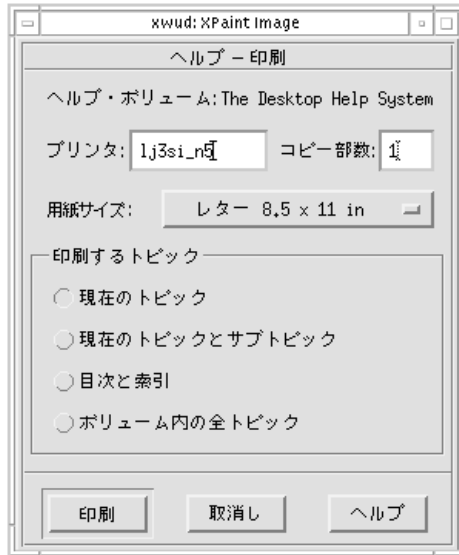 xwud: XPaint Image
ヘルプ - 印刷
ヘルプ・ボリューム:The Desktop Help System
プリンタ: lj3si_n5 コピー部数: 1
用紙サイズ: レター 8.5 x 11 in
印刷するトピック
現在のトピック
現在のトピックとサブトピック
目次と索引
ボリューム内の全トピック
印刷 取消し ヘルプ